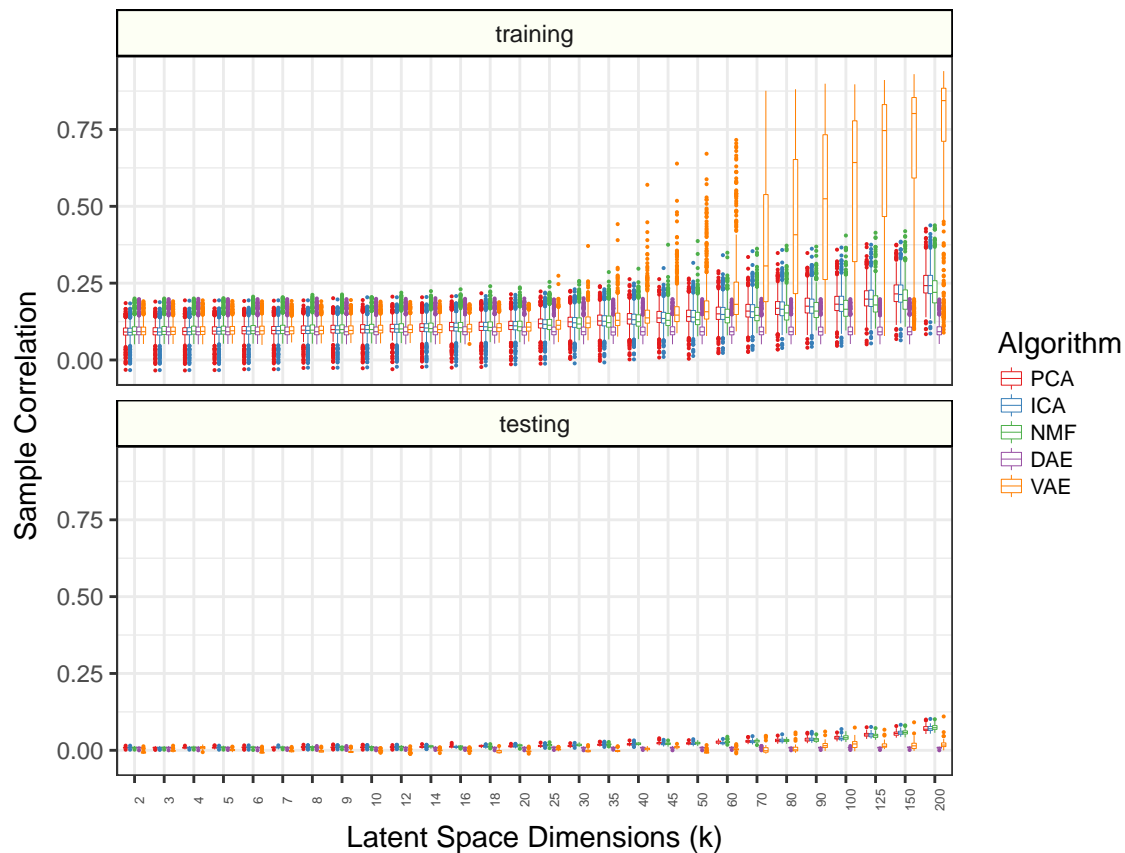 training
0.75
0.50
0.25
0.00
testing
0.75
0.50
0.25
0.00
Sample Correlation
2 3 4 5 6 7 8 9 10 12 14 16 18 20 25 30 35 40 45 50 60 70 80 90 100 125 150 200
Latent Space Dimensions (k)
Algorithm
PCA
ICA
NMF
DAE
VAE